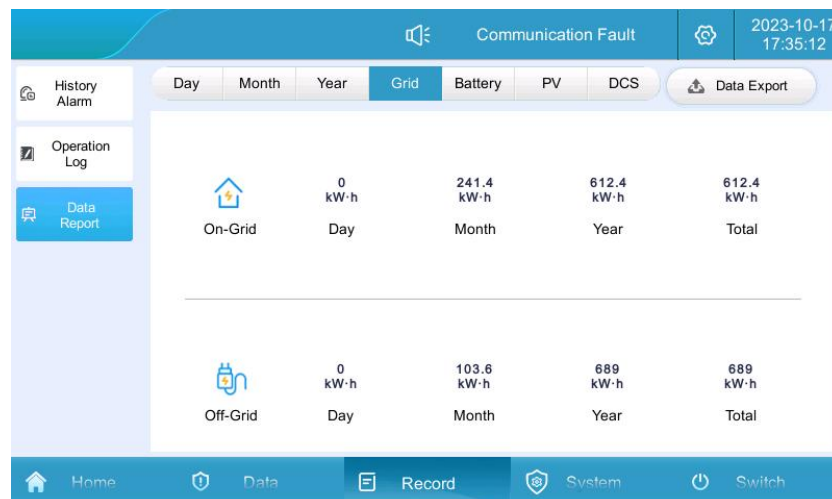 Communication Fault
2023-10-17
17:35:12
History
Alarm
Operation
Log
Data
Report
Day Month Year Grid Battery PV DCS Data Export
0 241.4 612.4 612.4
kW·h kW·h kW·h kW·h
On-Grid Day Month Year Total
0 103.6 689 689
kW·h kW·h kW·h kW·h
Off-Grid Day Month Year Total
Home Data Record System Switch